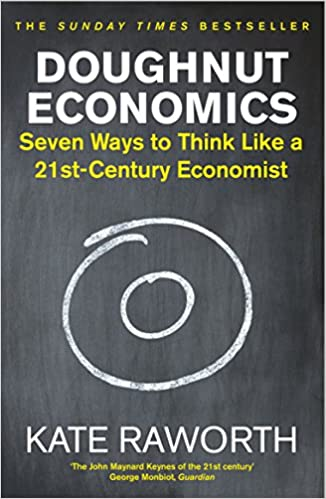 THE SUNDAY TIMES BESTSELLER
DOUGHNUT
ECONOMICS
Seven Ways to Think Like a
21st-Century Economist
KATE RAWORTH
'The John Maynard Keynes of the 21st century'
George Monbiot, Guardian